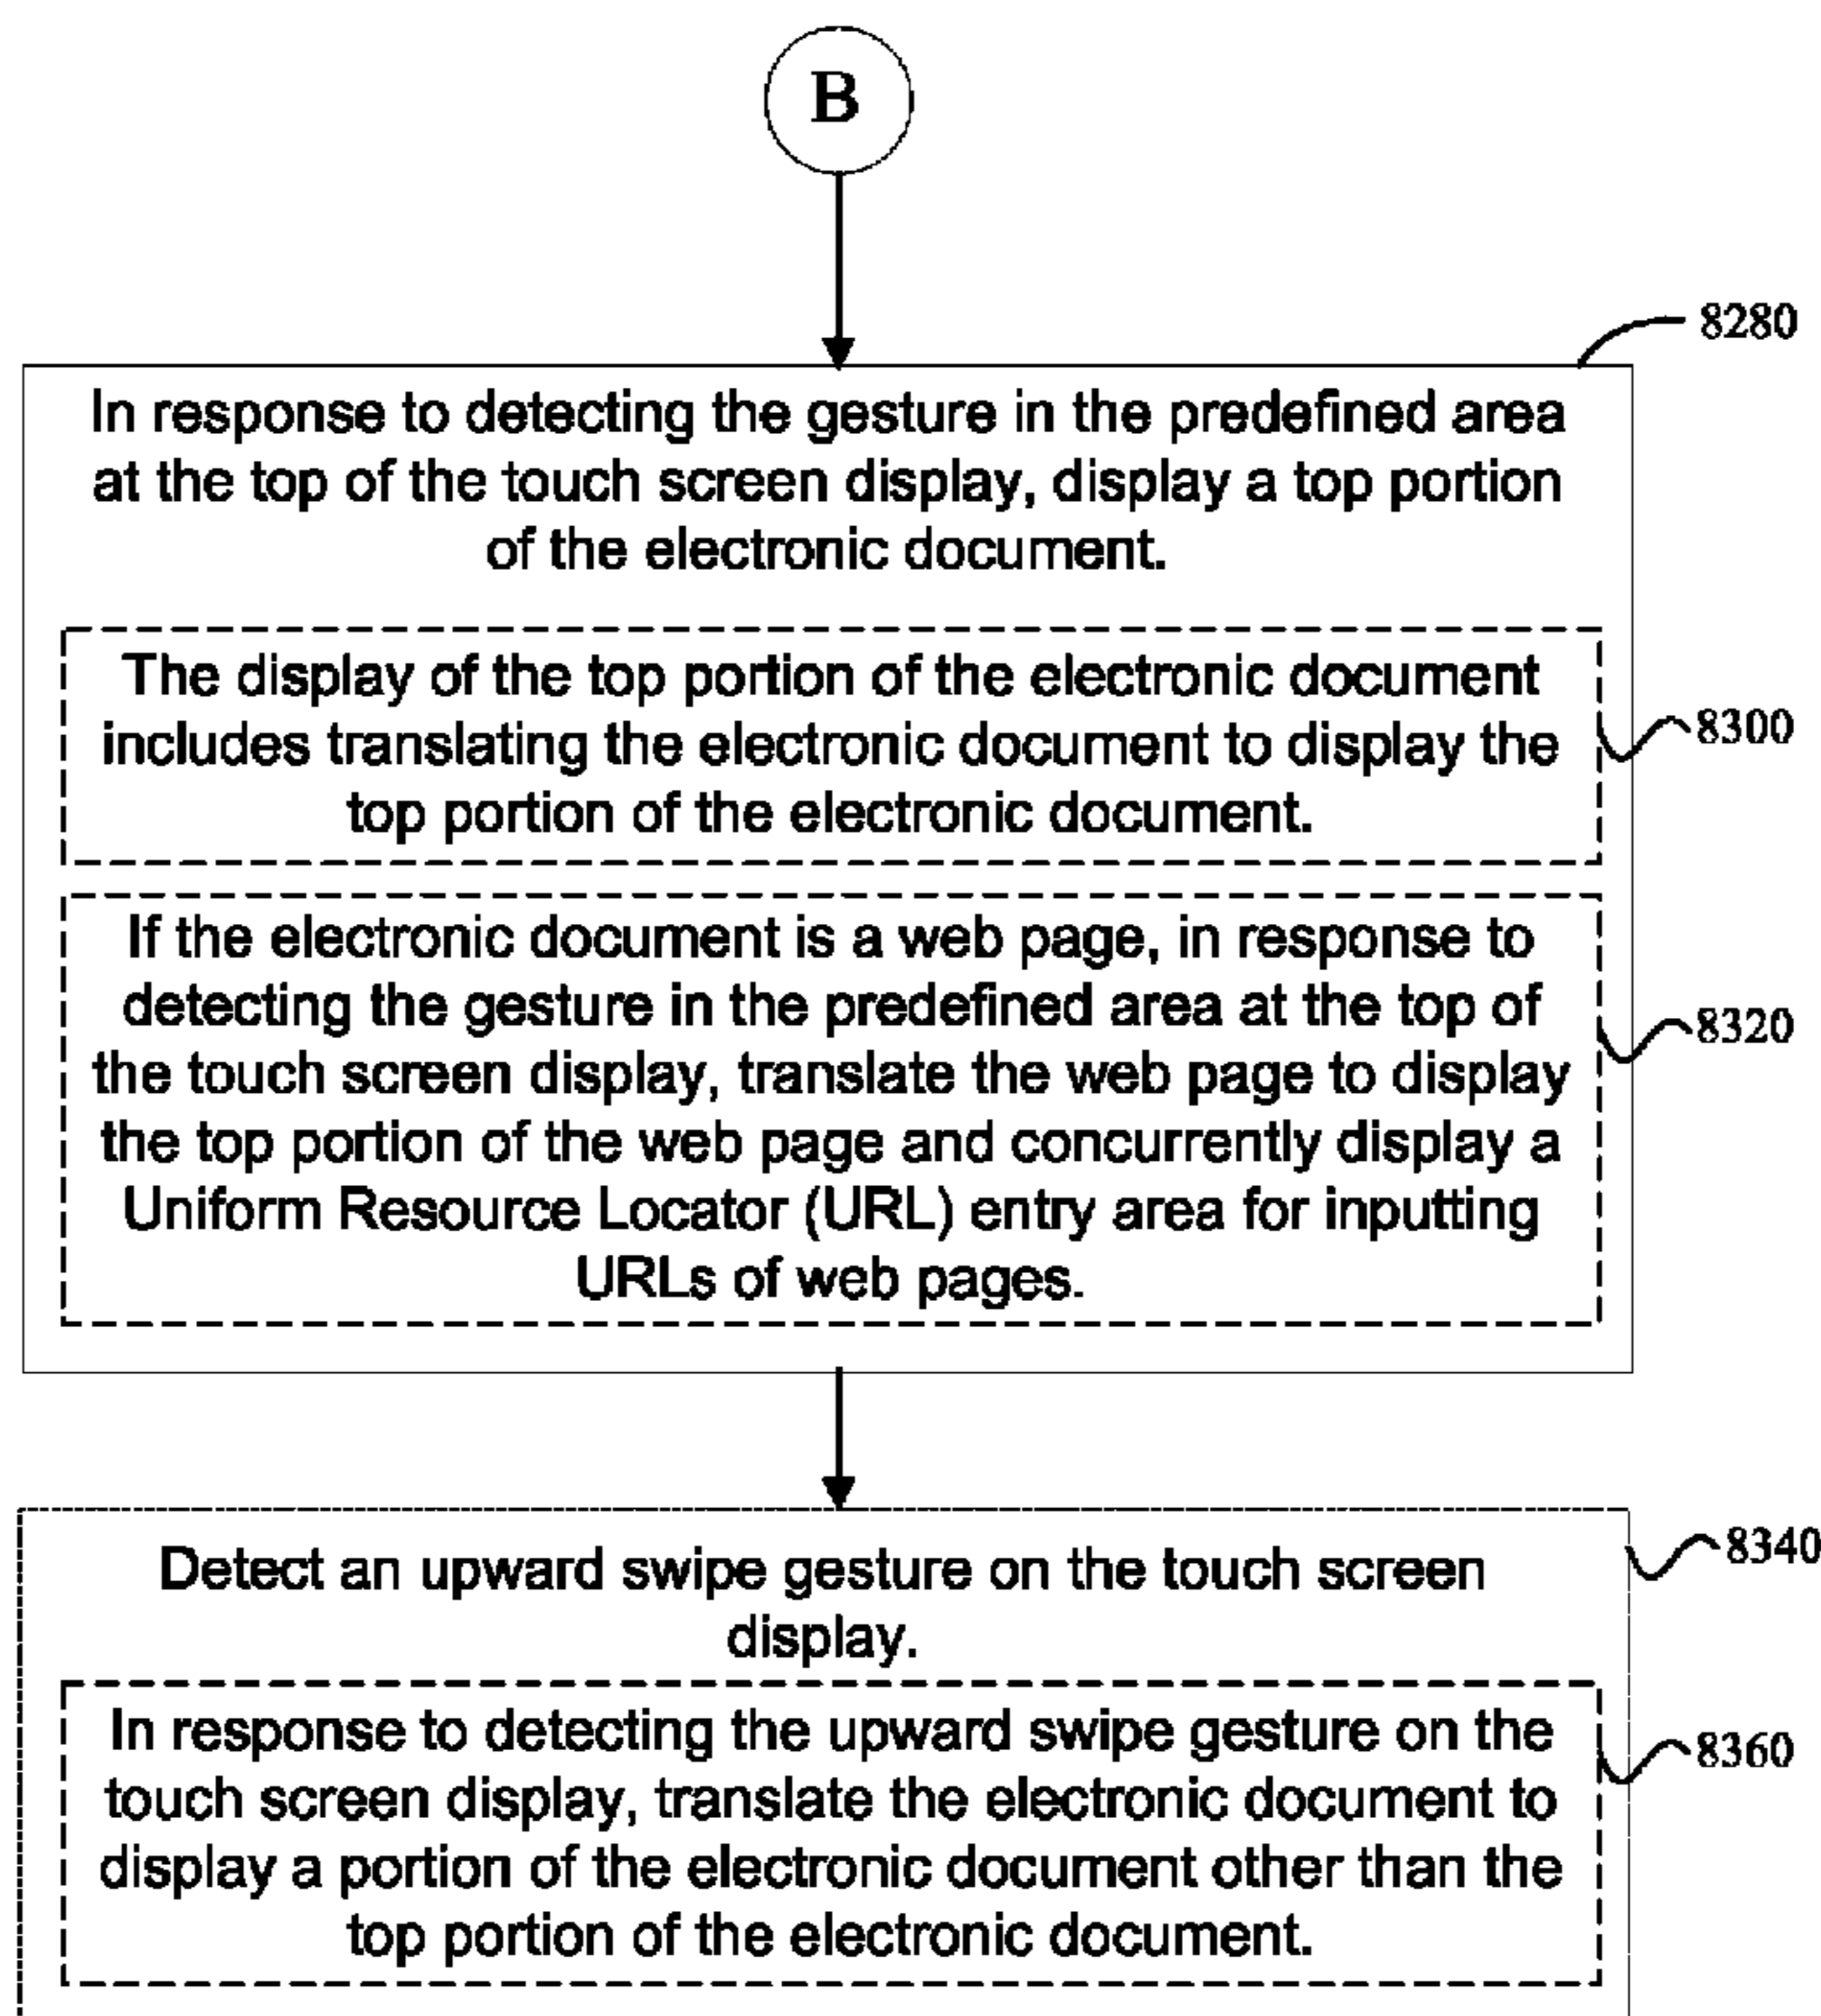 B
8280
In response to detecting the gesture in the predefined area
at the top of the touch screen display, display a top portion
of the electronic document.
The display of the top portion of the electronic document
includes translating the electronic document to display the
top portion of the electronic document.
8300
If the electronic document is a web page, in response to
detecting the gesture in the predefined area at the top of
the touch screen display, translate the web page to display
the top portion of the web page and concurrently display a
Uniform Resource Locator (URL) entry area for inputting
URLs of web pages.
8320
Detect an upward swipe gesture on the touch screen
display.
8340
In response to detecting the upward swipe gesture on the
touch screen display, translate the electronic document to
display a portion of the electronic document other than the
top portion of the electronic document.
8360